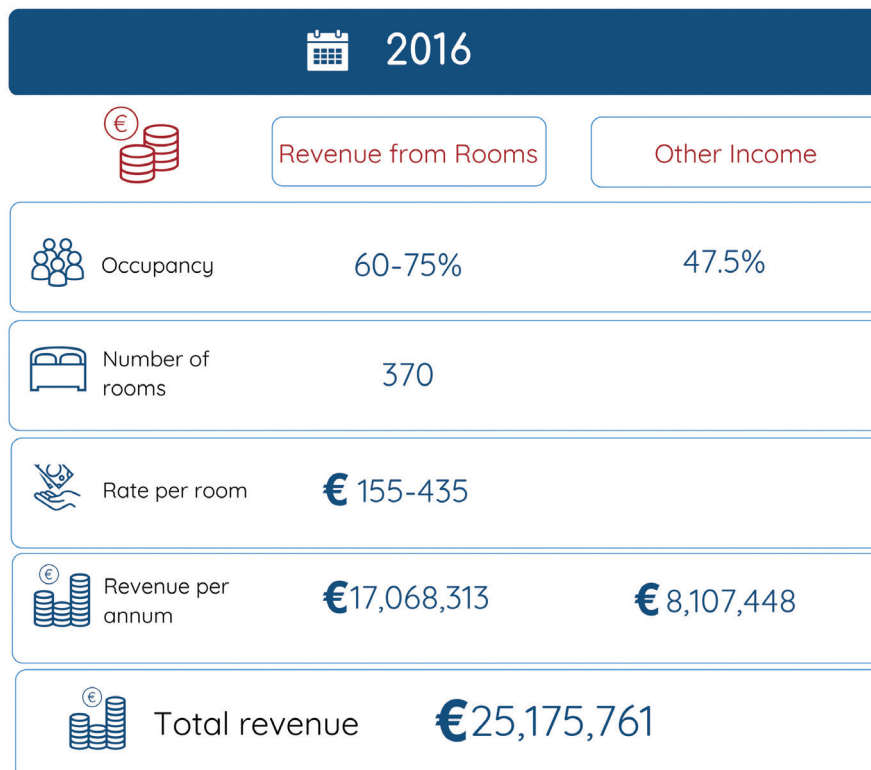 2016
€
Revenue from Rooms
Other Income
Occupancy
60-75%
47.5%
Number of
rooms
370
Rate per room
€ 155-435
€
Revenue per
annum
€17,068,313
€ 8,107,448
€
Total revenue
€25,175,761